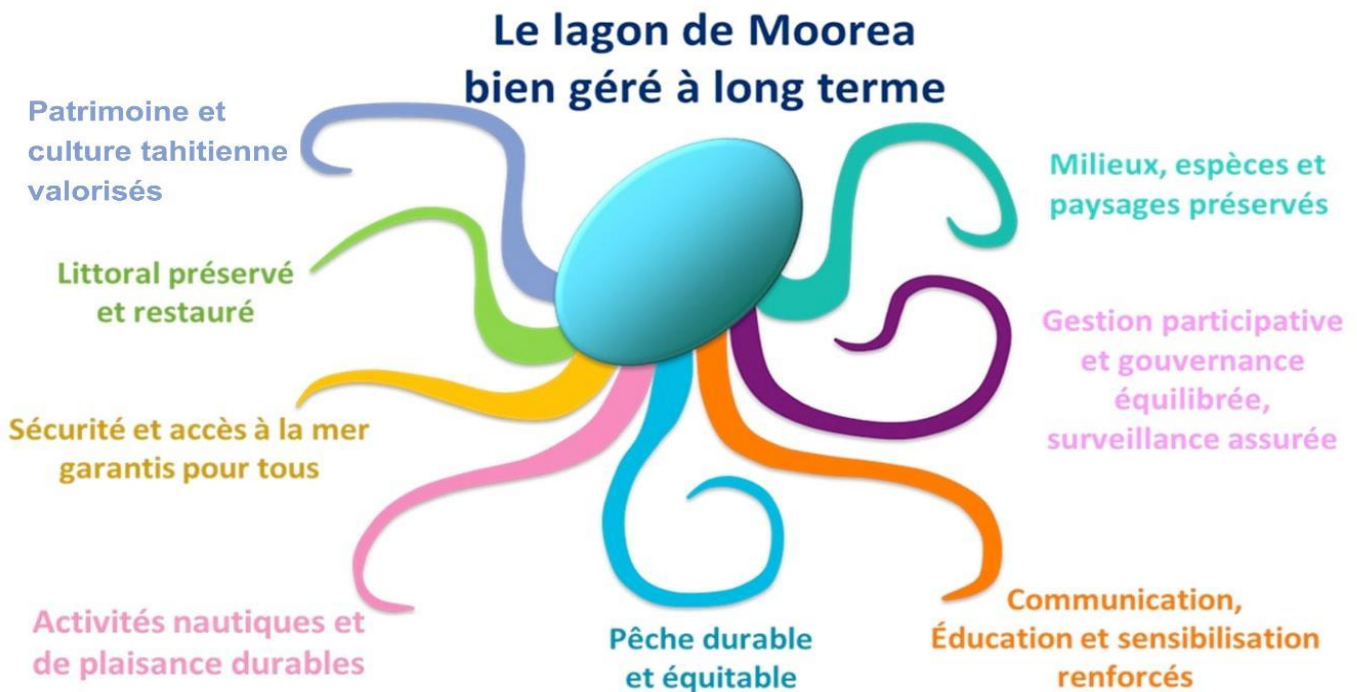 Le lagon de Moorea
bien géré à long terme
Patrimoine et
culture tahitienne
valorisés
Milieux, espèces et
paysages préservés
Littoral préservé
et restauré
Gestion participative
et gouvernance
équilibrée,
surveillance assurée
Sécurité et accès à la mer
garantis pour tous
Activités nautiques et
de plaisance durables
Pêche durable
et équitable
Communication,
Éducation et sensibilisation
renforcés